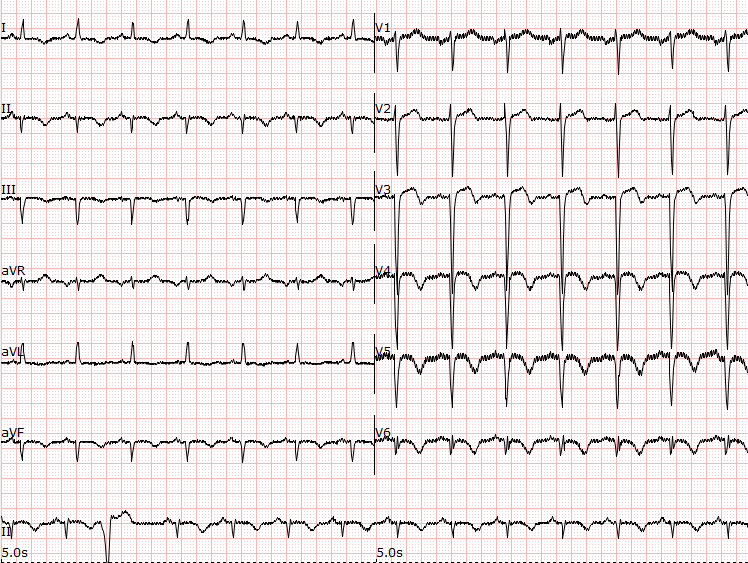 I V1
II V2
III V3
aVR V4
aVL V5
aVF V6
II
5.0s 5.0s